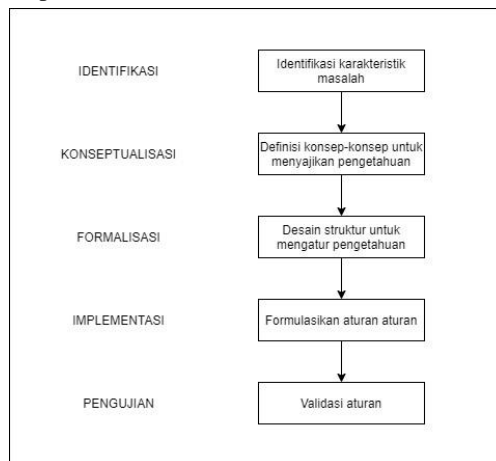 IDENTIFIKASI
Identifikasi karakteristik
masalah
KONSEPTUALISASI
Definisi konsep-konsep untuk
menyajikan pengetahuan
FORMALISASI
Desain struktur untuk
mengatur pengetahuan
IMPLEMENTASI
Formulasikan aturan aturan
PENGUJIAN
Validasi aturan